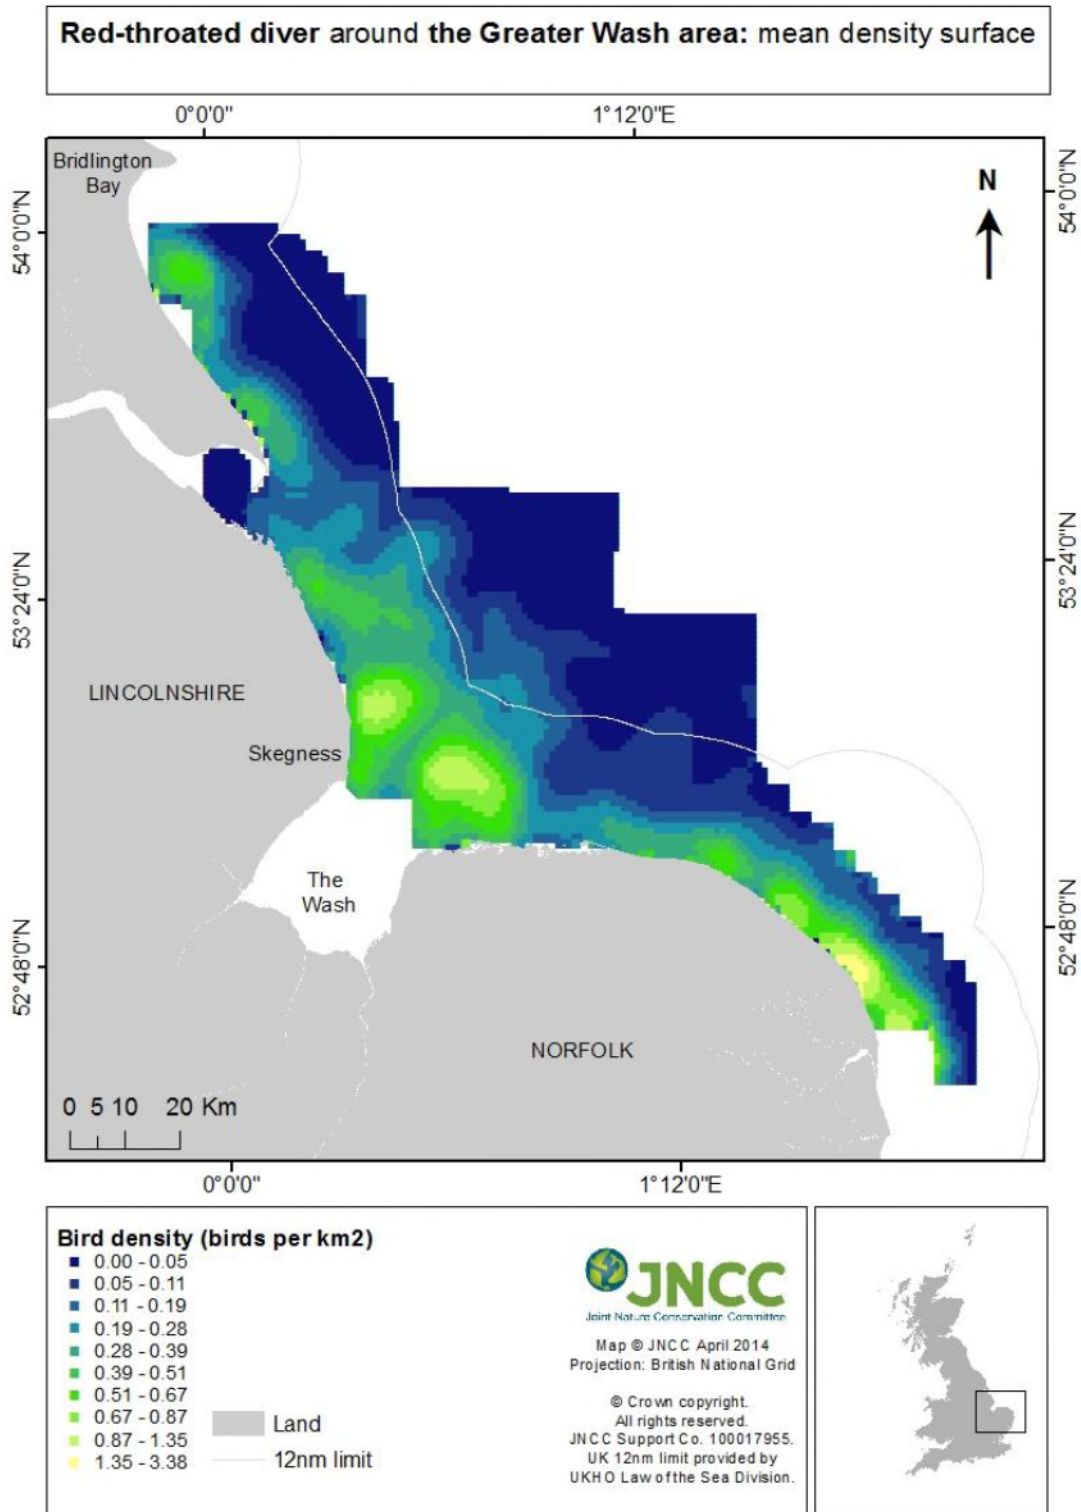 Red-throated diver around the Greater Wash area: mean density surface
0°0'0"
1°12'0"E
Bridlington
Bay
N
54°0'0"N
54°0'0"N
53°24'0"N
53°24'0"N
LINCOLNSHIRE
Skegness
The
Wash
52°48'0"N
52°48'0"N
NORFOLK
0 5 10 20 Km
0°0'0"
1°12'0"E
Bird density (birds per km2)
0.00 - 0.05
0.05 - 0.11
0.11 - 0.19
0.19 - 0.28
0.28 - 0.39
0.39 - 0.51
0.51 - 0.67
0.67 - 0.87
0.87 - 1.35
1.35 - 3.38
Land
12nm limit
JNCC
Joint Nature Conservation Committee
Map © JNCC April 2014
Projection: British National Grid
© Crown copyright.
All rights reserved.
JNCC Support Co. 100017955.
UK 12nm limit provided by
UKHO Law of the Sea Division.